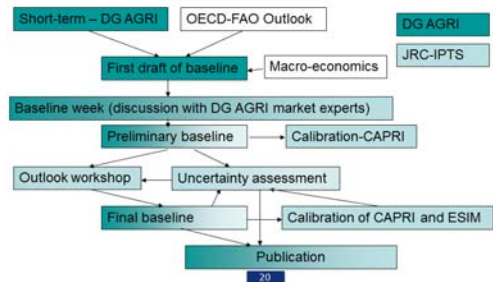 Short-term – DG AGRI
OECD-FAO Outlook
DG AGRI
JRC-IPTS
First draft of baseline
Macro-economics
Baseline week (discussion with DG AGRI market experts)
Preliminary baseline
Calibration-CAPRI
Outlook workshop
Uncertainty assessment
Final baseline
Calibration of CAPRI and ESIM
Publication
20